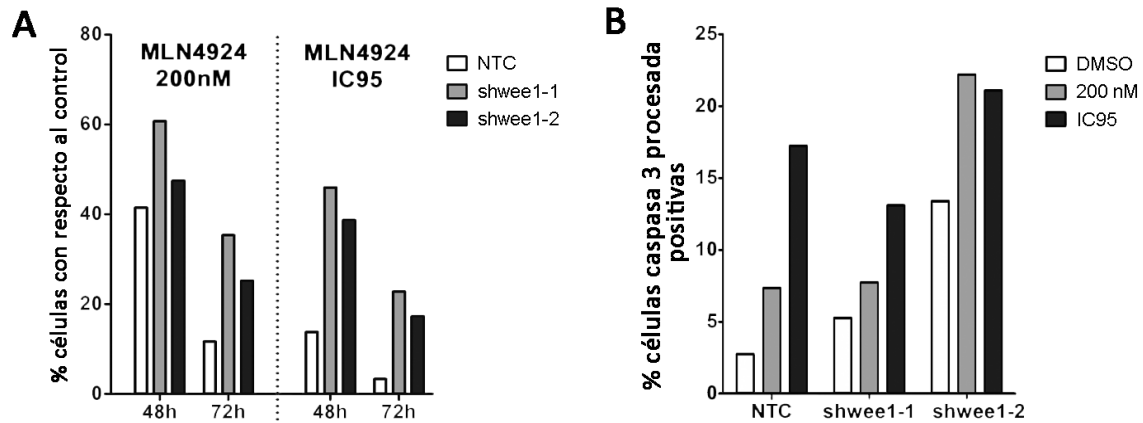 A
% células con respecto al control
80
60
40
20
0
MLN4924
200nM
MLN4924
IC95
48h
72h
48h
72h
NTC
shwee1-1
shwee1-2
B
% células caspasa 3 procesada
positivas
25
20
15
10
5
0
NTC
shwee1-1
shwee1-2
DMSO
200 nM
IC95